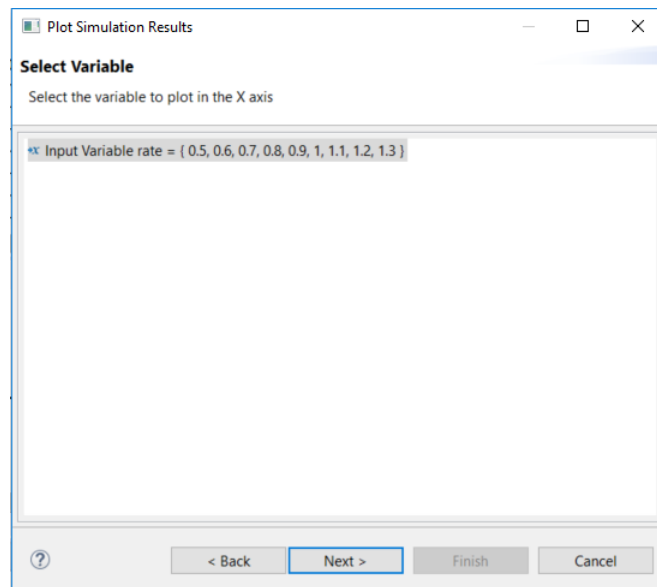 Plot Simulation Results
Select Variable
Select the variable to plot in the X axis
x Input Variable rate = { 0.5, 0.6, 0.7, 0.8, 0.9, 1, 1.1, 1.2, 1.3 }
? < Back Next > Finish Cancel